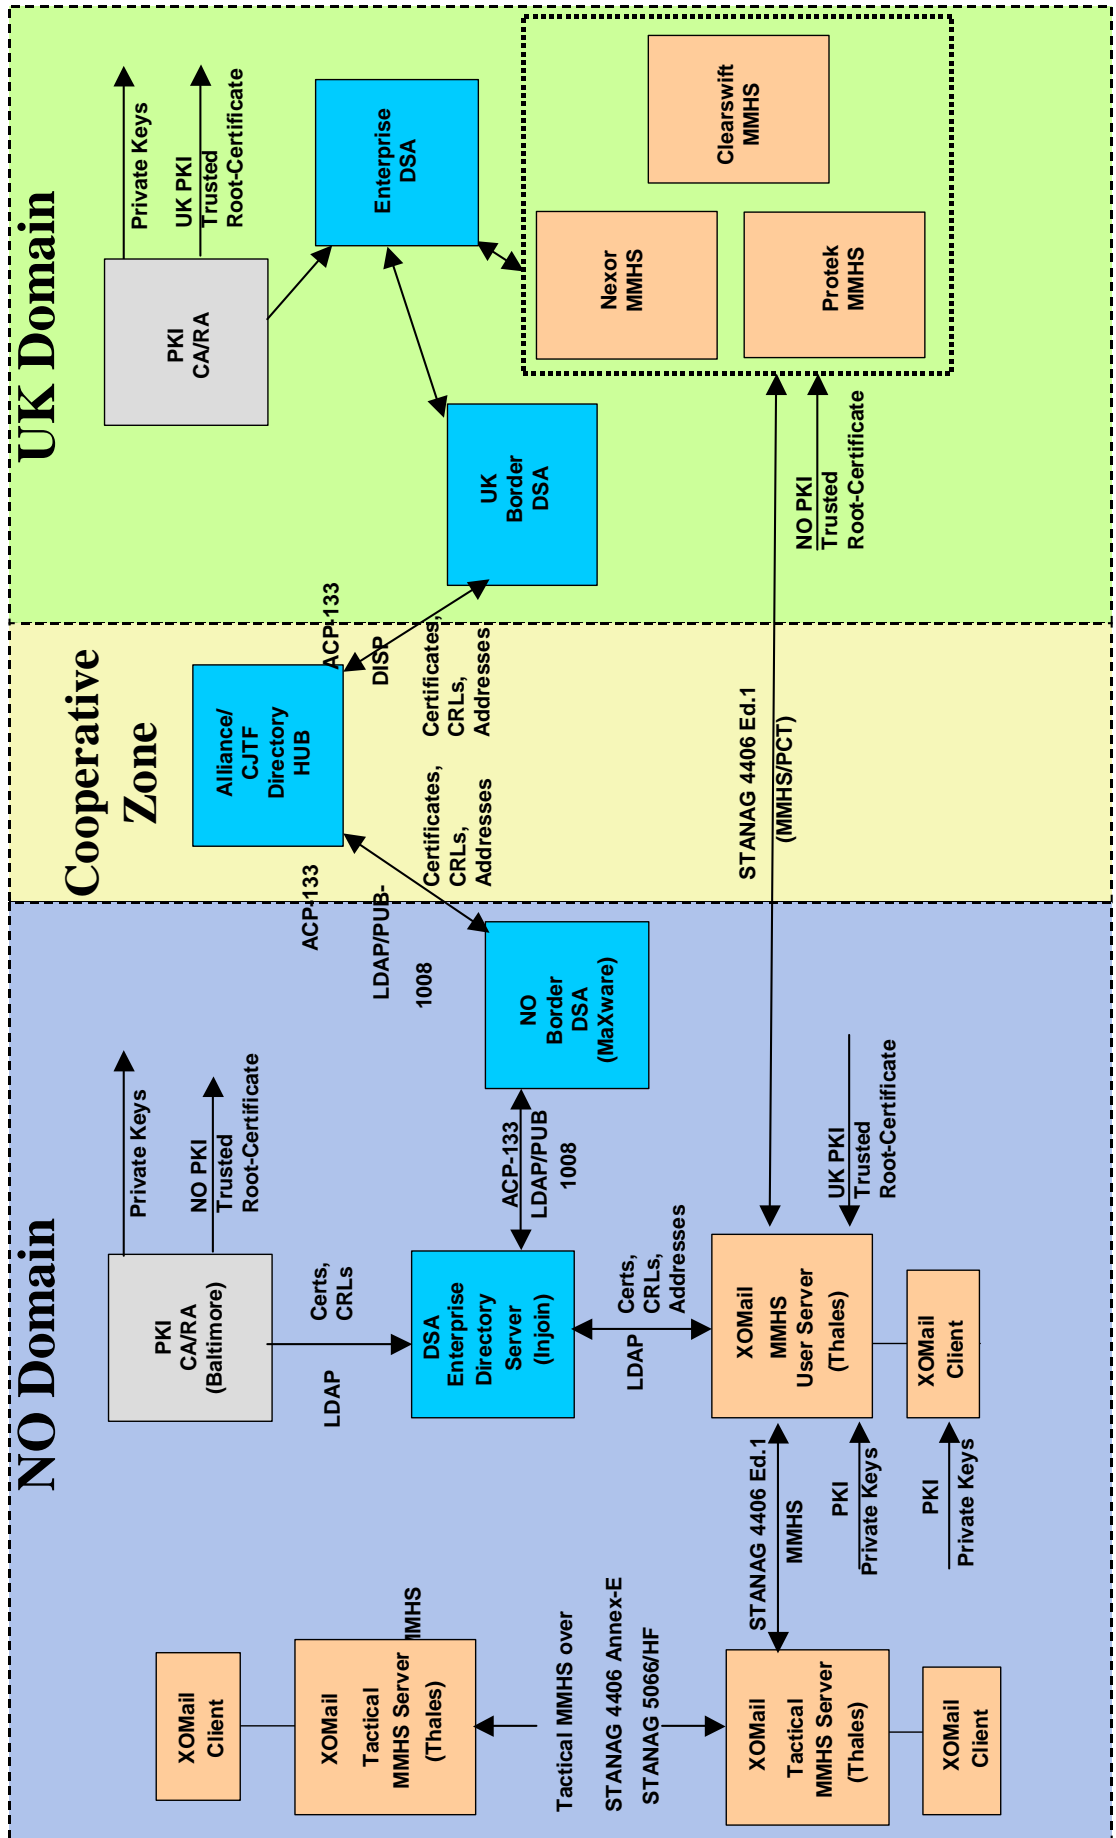 NO Domain
Cooperative
Zone
UK Domain
XOMail
Client
XOMail
Tactical
MMHS Server
(Thales)
MMHS
Tactical MMHS over
STANAG 4406 Annex-E
STANAG 5066/HF
XOMail
Tactical
MMHS Server
(Thales)
XOMail
Client
PKI
CA/RA
(Baltimore)
Private Keys
NO PKI
Trusted
Root-Certificate
LDAP
Certs,
CRLs
DSA
Enterprise
Directory
Server
(Injoin)
ACP-133
LDAP/PUB
1008
LDAP
Certs,
CRLs,
Addresses
XOMail
MMHS
User Server
(Thales)
XOMail
Client
STANAG 4406 Ed.1
MMHS
PKI
Private Keys
PKI
Private Keys
UK PKI
Trusted
Root-Certificate
NO
Border
DSA
(MaXware)
ACP-133
LDAP/PUB-
1008
Certificates,
CRLs,
Addresses
Alliance/
CJTF
Directory
HUB
ACP-133
DISP
Certificates,
CRLs,
Addresses
STANAG 4406 Ed.1
(MMHS/PCT)
UK
Border
DSA
PKI
CA/RA
Private Keys
UK PKI
Trusted
Root-Certificate
Enterprise
DSA
Nexor
MMHS
Clearswift
MMHS
Protek
MMHS
NO PKI
Trusted
Root-Certificate